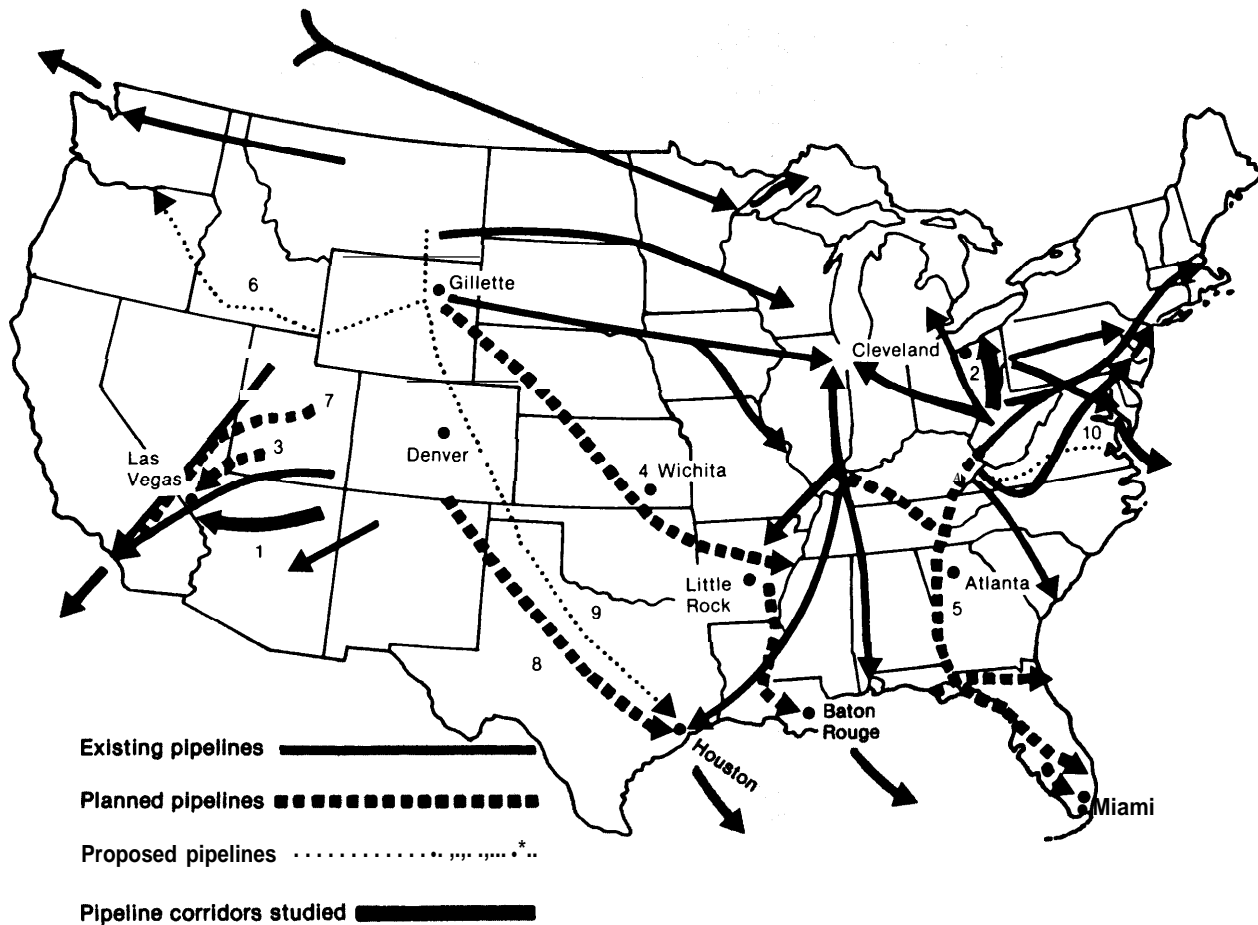 6
Gillette
Cleveland
2
7
3
Las
Vegas
Denver
4 Wichita
10
1
Little
Rock
Atlanta
5
9
8
Baton
Rouge
Houston
Miami
Existing pipelines
Planned pipelines
Proposed pipelines
Pipeline corridors studied